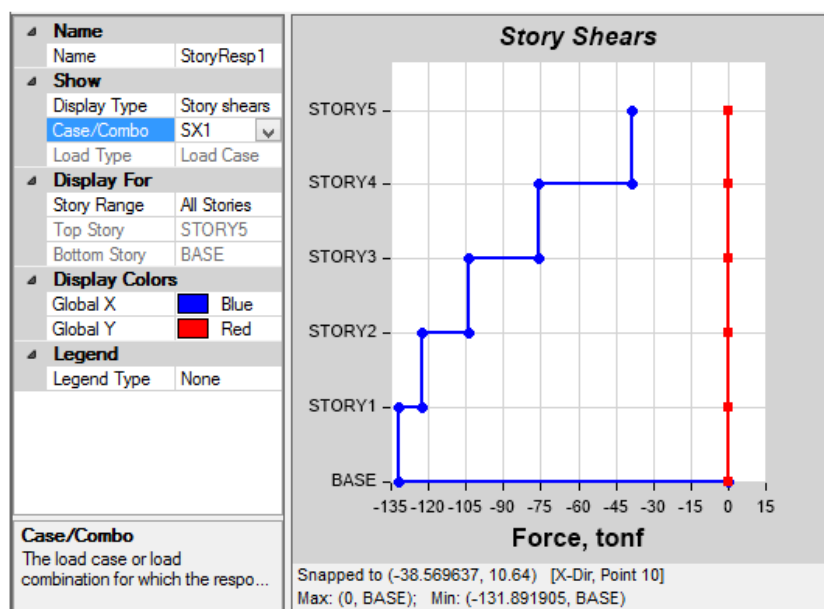 Name
Name StoryResp1
Show
Display Type Story shears
Case/Combo SX1
Load Type Load Case
Display For
Story Range All Stories
Top Story STORY5
Bottom Story BASE
Display Colors
Global X Blue
Global Y Red
Legend
Legend Type None
Case/Combo
The load case or load
combination for which the respo...
Story Shears
STORY5
STORY4
STORY3
STORY2
STORY1
BASE
-135 -120 -105 -90 -75 -60 -45 -30 -15 0 15
Force, tonf
Snapped to (-38.569637, 10.64) [X-Dir, Point 10]
Max: (0, BASE); Min: (-131.891905, BASE)